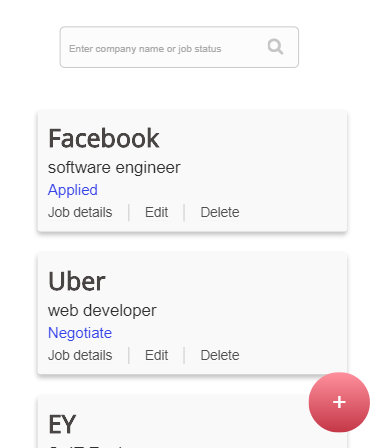 Enter company name or job status
Facebook
software engineer
Applied
Job details | Edit | Delete
Uber
web developer
Negotiate
Job details | Edit | Delete
EY
+